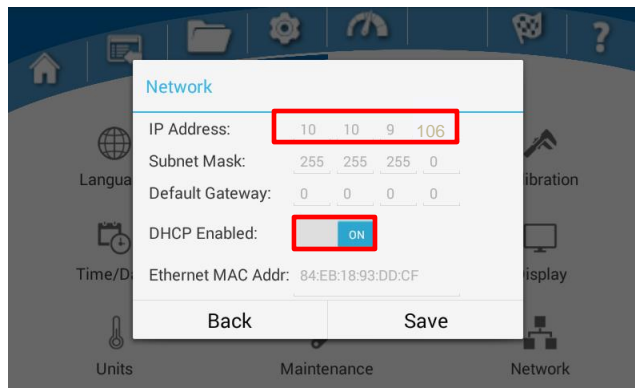 ?
Network
IP Address: 10 10 9 106
Subnet Mask: 255 255 255 0
Default Gateway: 0 0 0 0
DHCP Enabled: ON
Ethernet MAC Addr: 84:EB:18:93:DD:CF
Back Save
Langua ibration
Time/Da isplay
Units Maintenance Network